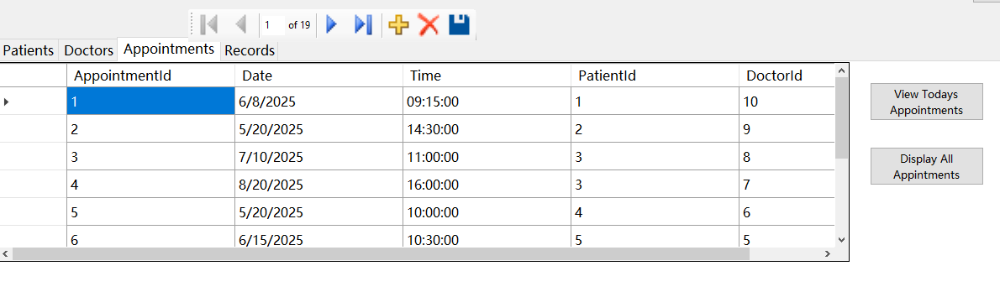 1 of 19
Patients Doctors Appointments Records
AppointmentId Date Time PatientId DoctorId
1 6/8/2025 09:15:00 1 10
2 5/20/2025 14:30:00 2 9
3 7/10/2025 11:00:00 3 8
4 8/20/2025 16:00:00 3 7
5 5/20/2025 10:00:00 4 6
6 6/15/2025 10:30:00 5 5
View Todays
Appointments
Display All
Appintments